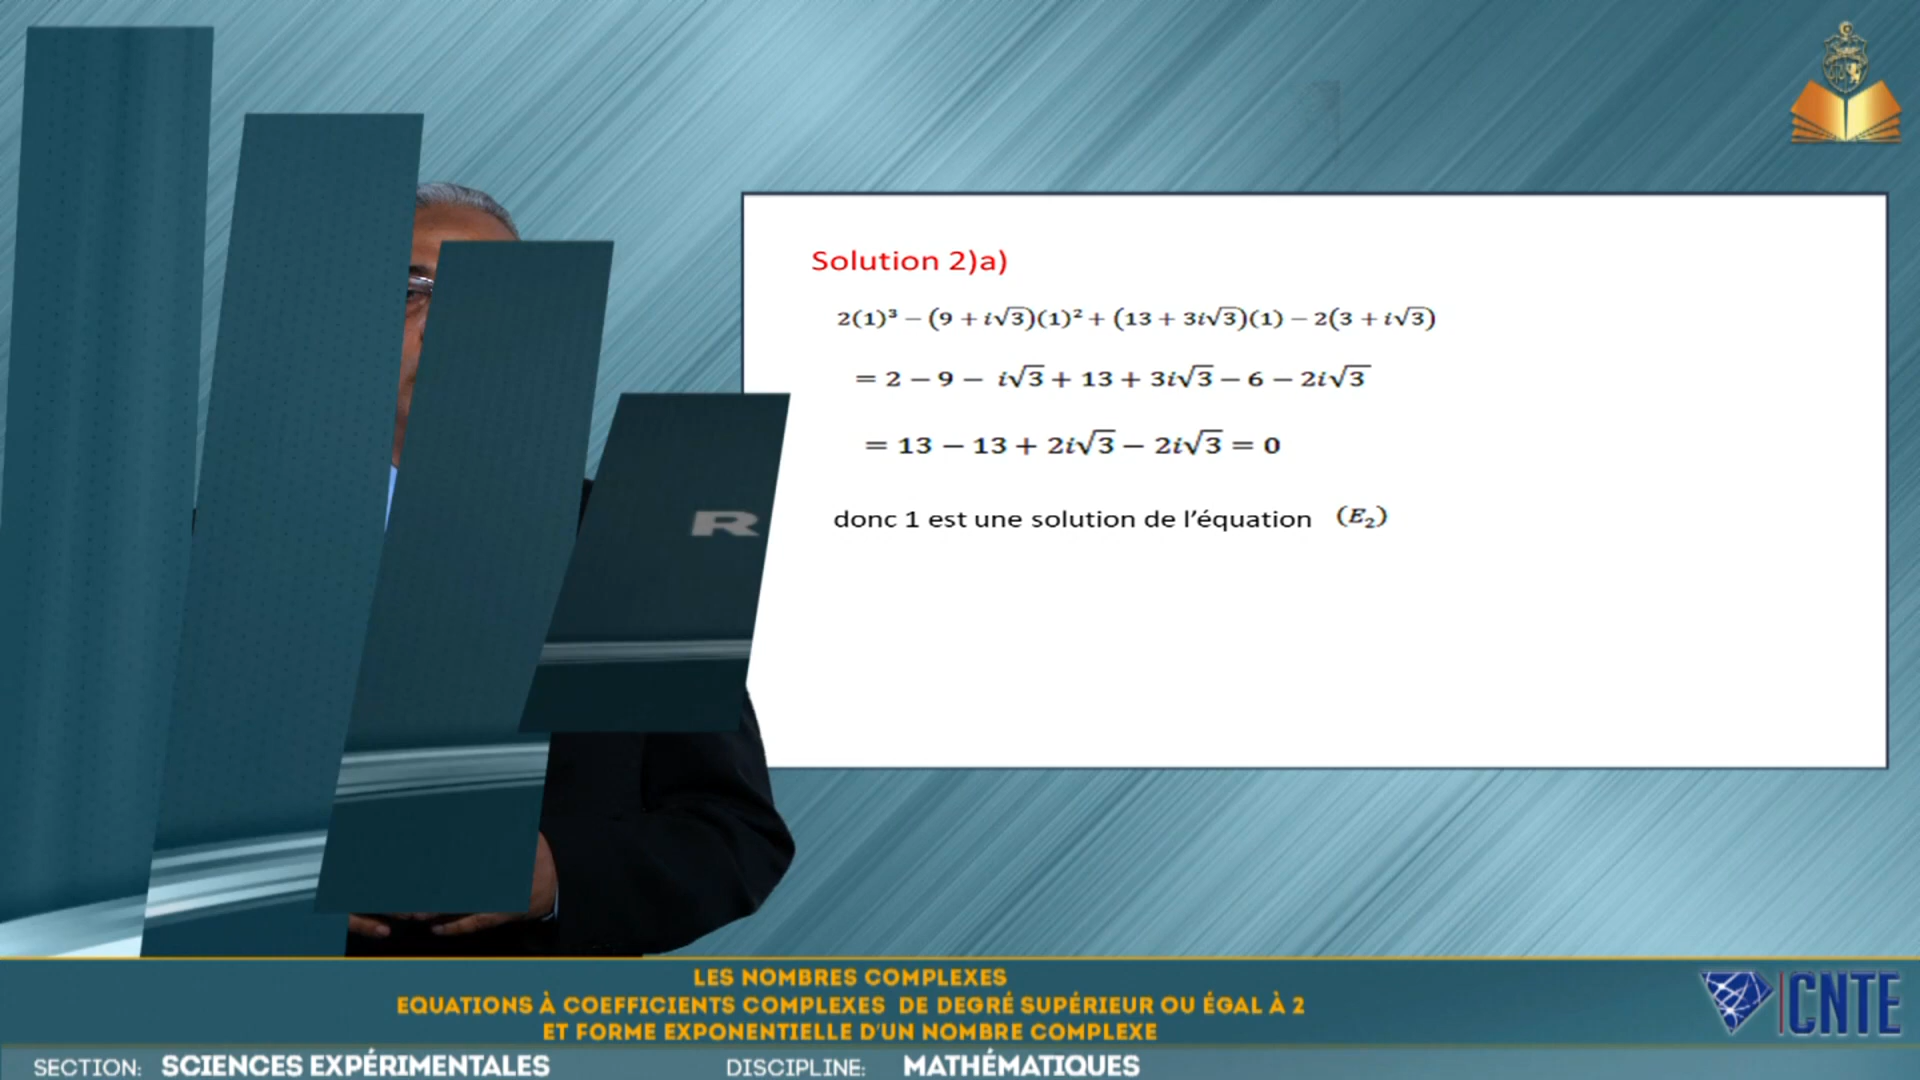 Solution 2)a)
2(1)³ − (9 + i√3)(1)² + (13 + 3i√3)(1) − 2(3 + i√3)
= 2 − 9 − i√3 + 13 + 3i√3 − 6 − 2i√3
= 13 − 13 + 2i√3 − 2i√3 = 0
donc 1 est une solution de l’équation (E₂)
R
LES NOMBRES COMPLEXES
EQUATIONS À COEFFICIENTS COMPLEXES DE DEGRÉ SUPÉRIEUR OU ÉGAL À 2
ET FORME EXPONENTIELLE D'UN NOMBRE COMPLEXE
CNTE
SECTION: SCIENCES EXPÉRIMENTALES DISCIPLINE: MATHÉMATIQUES